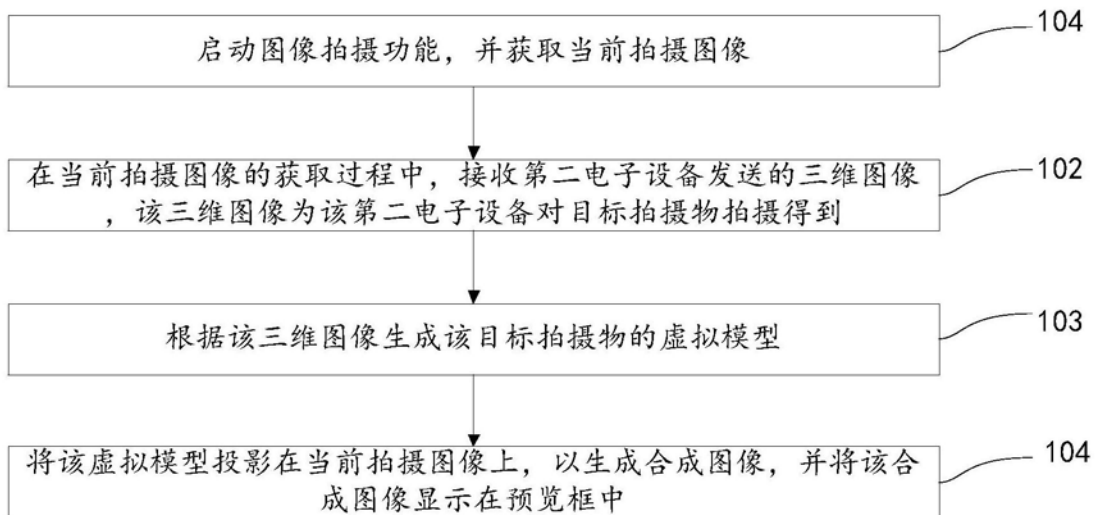 启动图像拍摄功能，并获取当前拍摄图像
104
在当前拍摄图像的获取过程中，接收第二电子设备发送的三维图像
，该三维图像为该第二电子设备对目标拍摄物拍摄得到
102
根据该三维图像生成该目标拍摄物的虚拟模型
103
将该虚拟模型投影在当前拍摄图像上，以生成合成图像，并将该合
成图像显示在预览框中
104